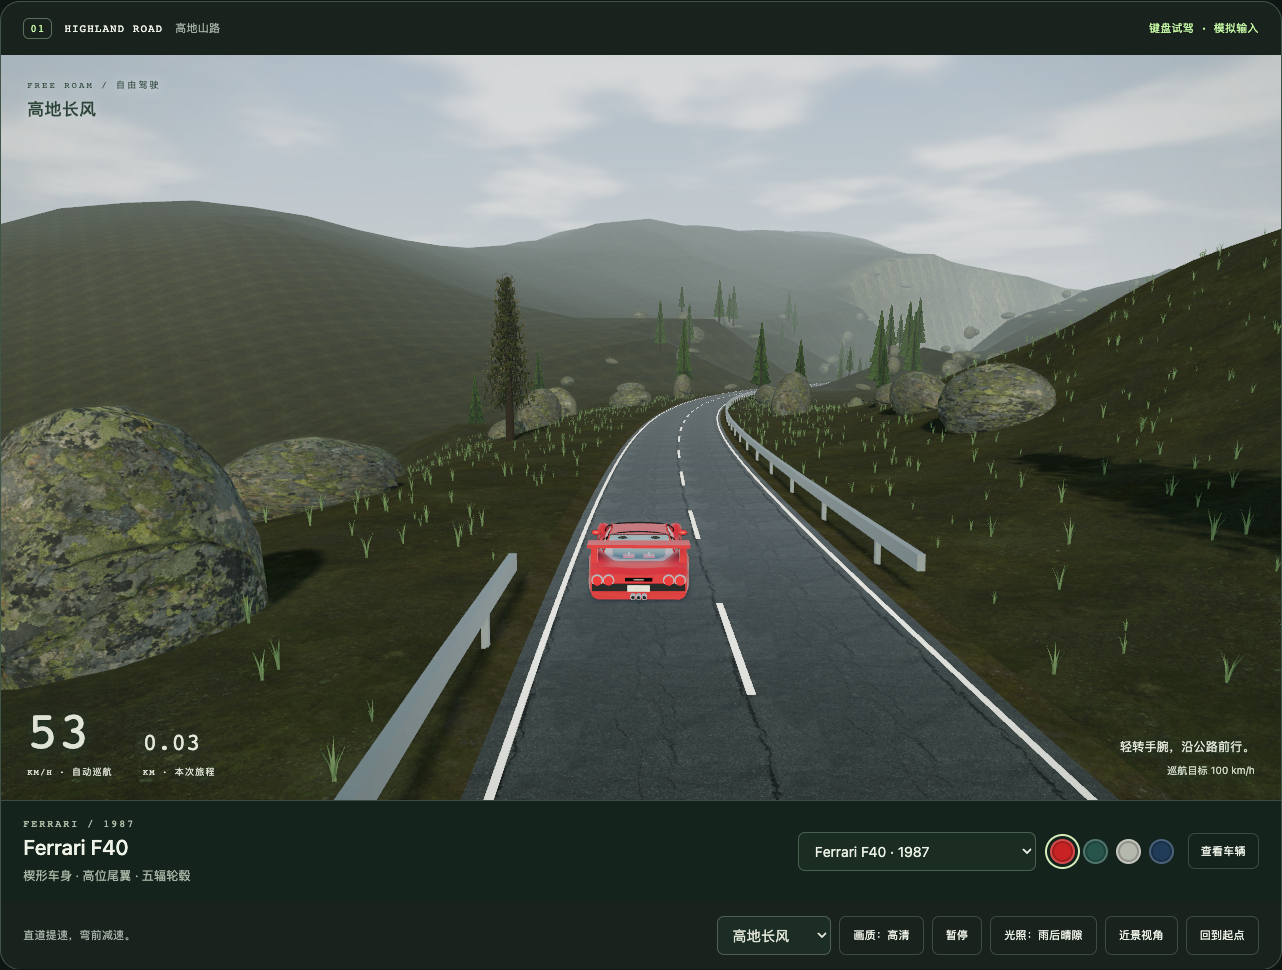 01 HIGHLAND ROAD 高地山路
键盘试驾 · 模拟输入
FREE ROAM / 自由驾驶
高地长风
53
KM/H · 自动巡航
0.03
KM · 本次旅程
轻转手腕，沿公路前行。
巡航目标 100 km/h
FERRARI / 1987
Ferrari F40
楔形车身 · 高位尾翼 · 五辐轮毂
Ferrari F40 · 1987
查看车辆
直道提速，弯前减速。
高地长风
画质：高清
暂停
光照：雨后晴隙
近景视角
回到起点